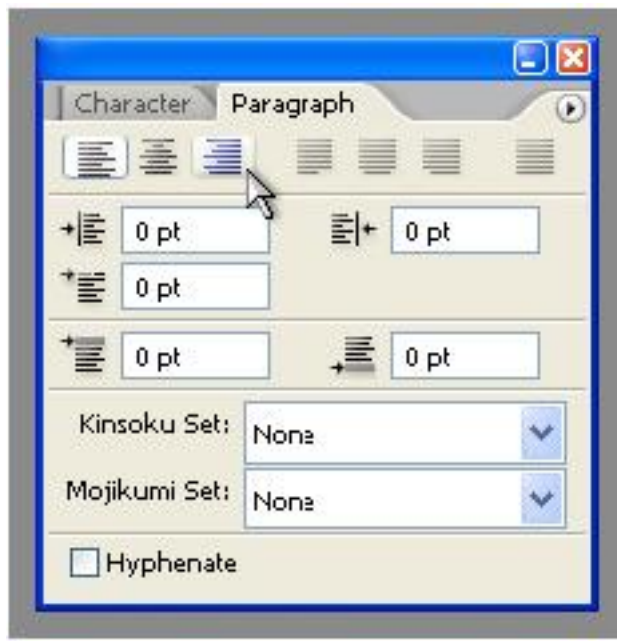 Character Paragraph
0 pt 0 pt
0 pt
0 pt 0 pt
Kinsoku Set: None
Mojikumi Set: None
Hyphenate